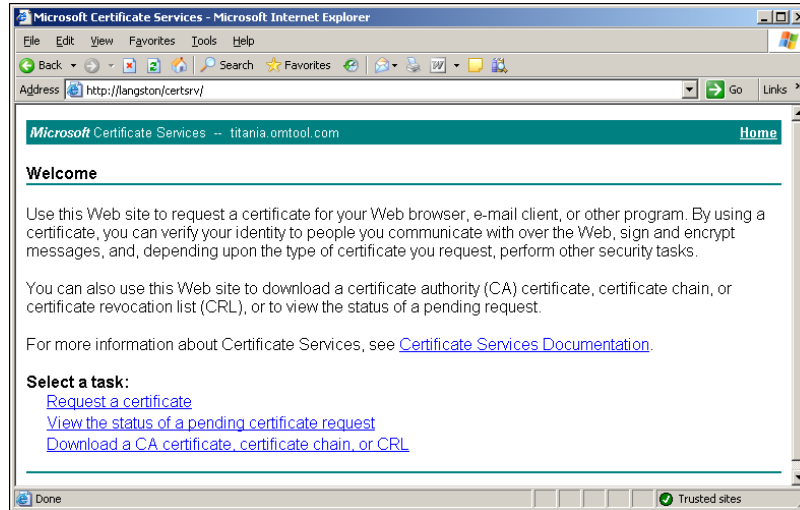 Microsoft Certificate Services - Microsoft Internet Explorer
File Edit View Favorites Tools Help
Back Search Favorites
Address http://langston/certsrv/ Go Links »
Microsoft Certificate Services -- titania.omtool.com Home
Welcome
Use this Web site to request a certificate for your Web browser, e-mail client, or other program. By using a
certificate, you can verify your identity to people you communicate with over the Web, sign and encrypt
messages, and, depending upon the type of certificate you request, perform other security tasks.
You can also use this Web site to download a certificate authority (CA) certificate, certificate chain, or
certificate revocation list (CRL), or to view the status of a pending request.
For more information about Certificate Services, see Certificate Services Documentation.
Select a task:
Request a certificate
View the status of a pending certificate request
Download a CA certificate, certificate chain, or CRL
Done Trusted sites